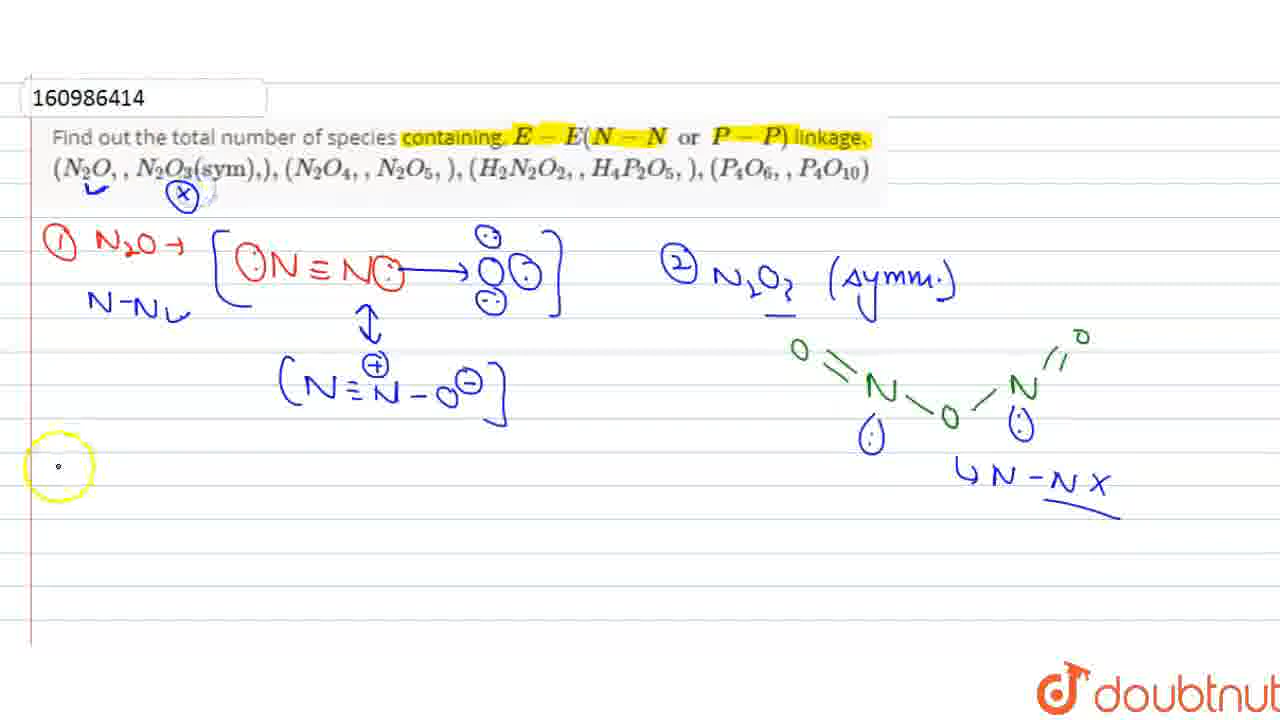 160986414
Find out the total number of species containing, E − E(N − N or P − P) linkage,
(N₂O, , N₂O₃(sym),), (N₂O₄, , N₂O₅, ), (H₂N₂O₂, , H₄P₂O₅, ), (P₄O₆, , P₄O₁₀)
✓ ⓧ
① N₂O → [:N≡N: → O]
N-N ✓
↕
(N≡N⊕-O⊖]
② N₂O₃ (symm.)
O=N-O-N=O
↳ N-N X
doubtnut